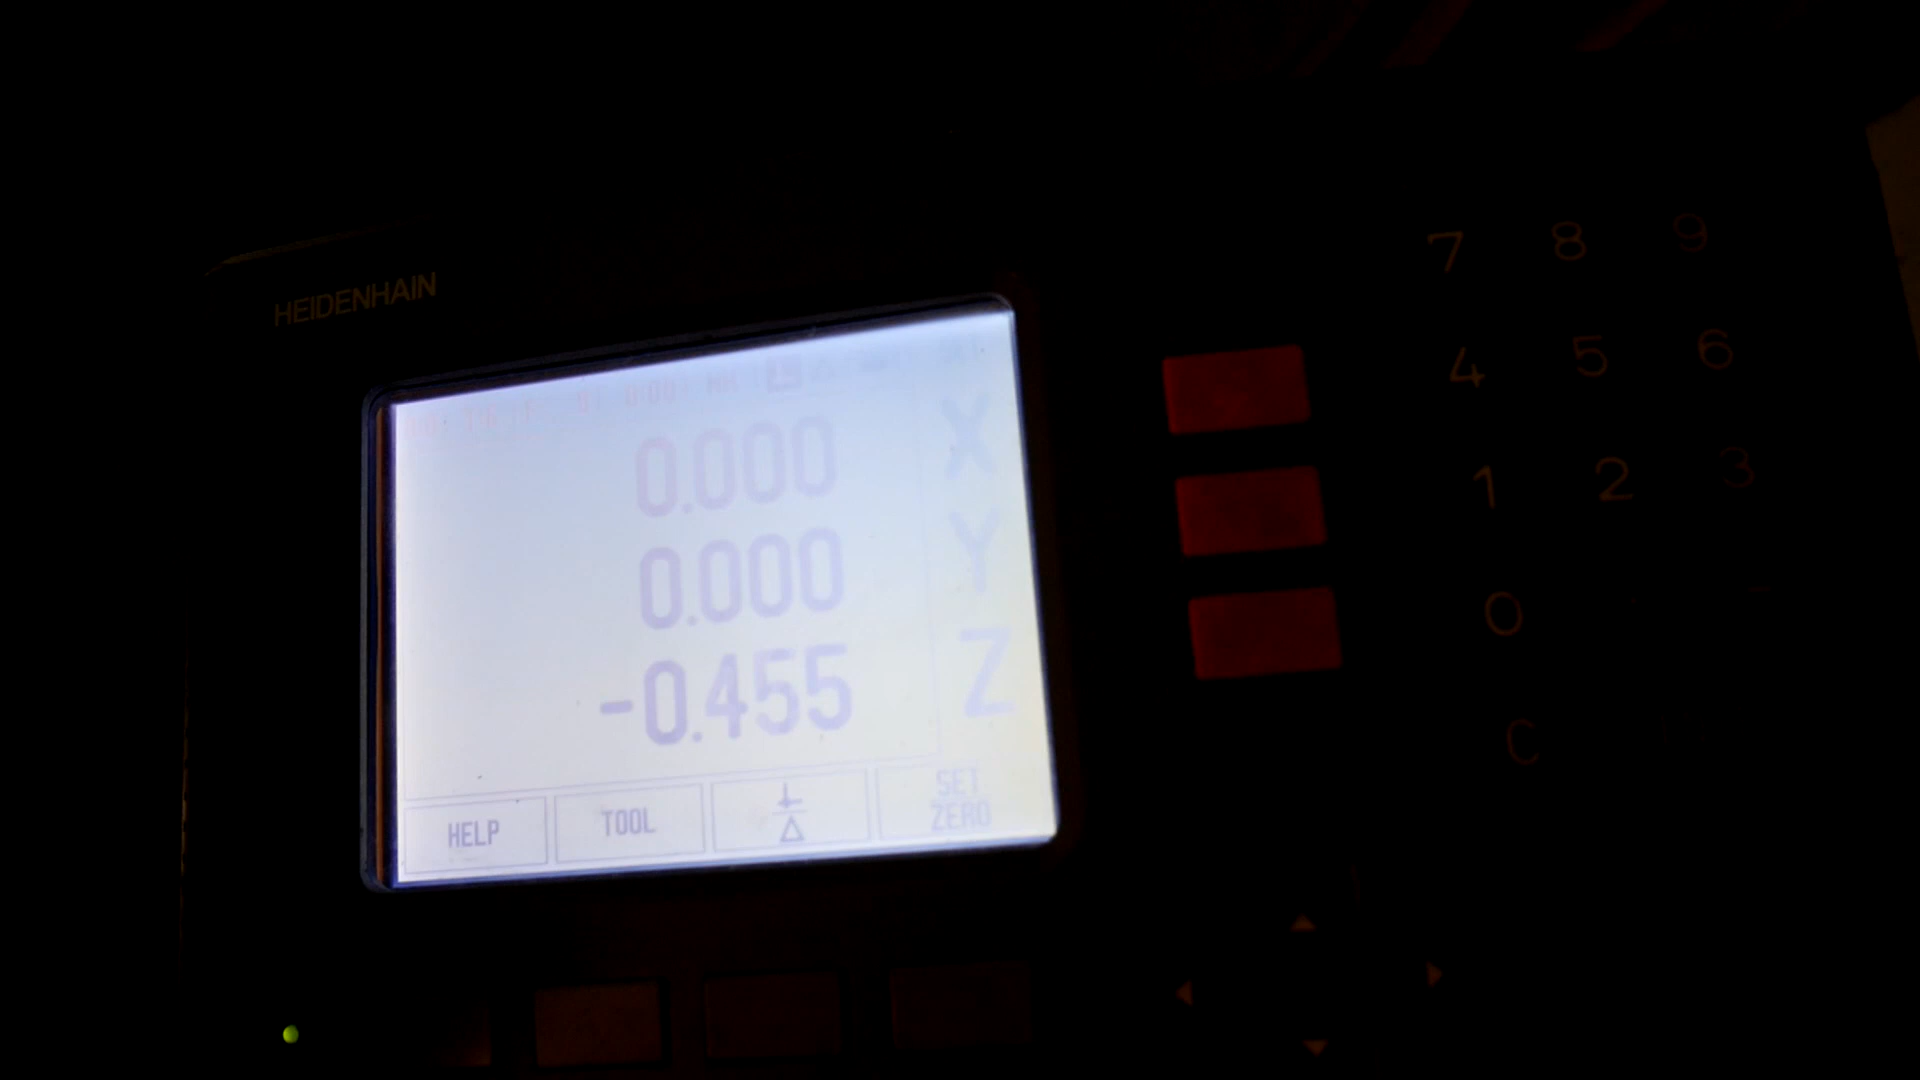 HEIDENHAIN
0.000 X
0.000 Y
-0.455 Z
HELP TOOL SET ZERO
7 8 9
4 5 6
1 2 3
0
C